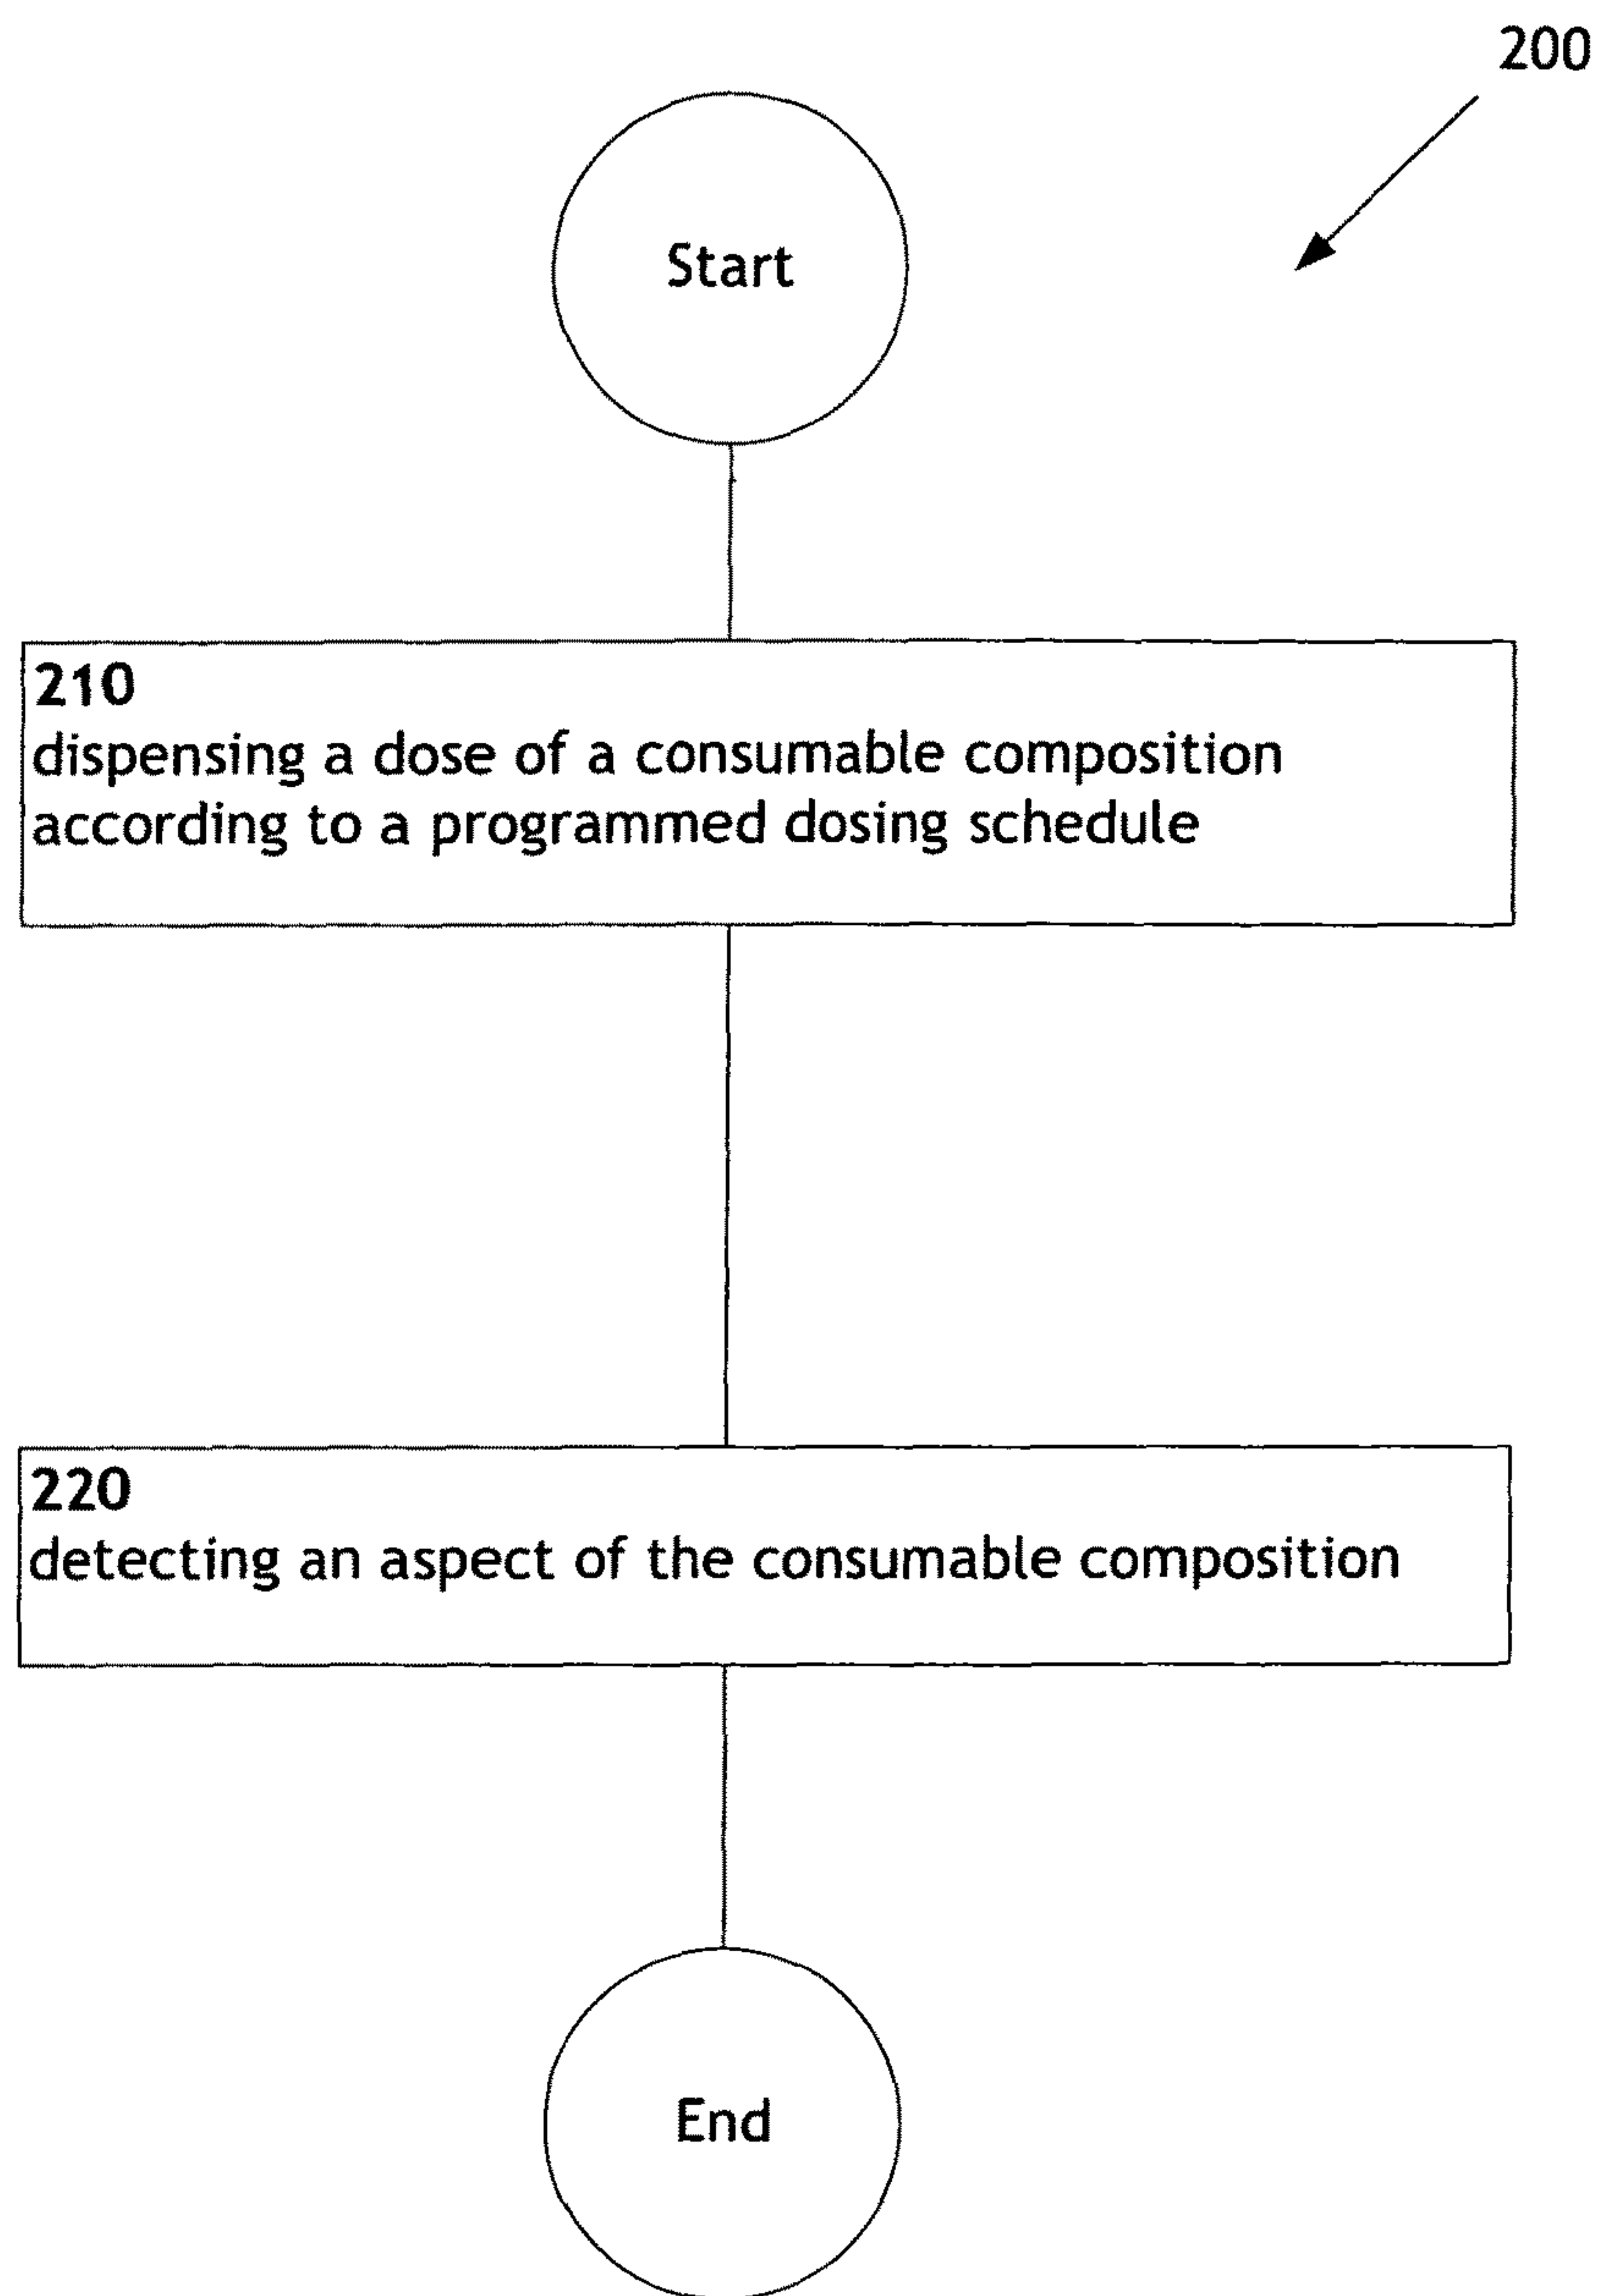 200
Start
210
dispensing a dose of a consumable composition
according to a programmed dosing schedule
220
detecting an aspect of the consumable composition
End